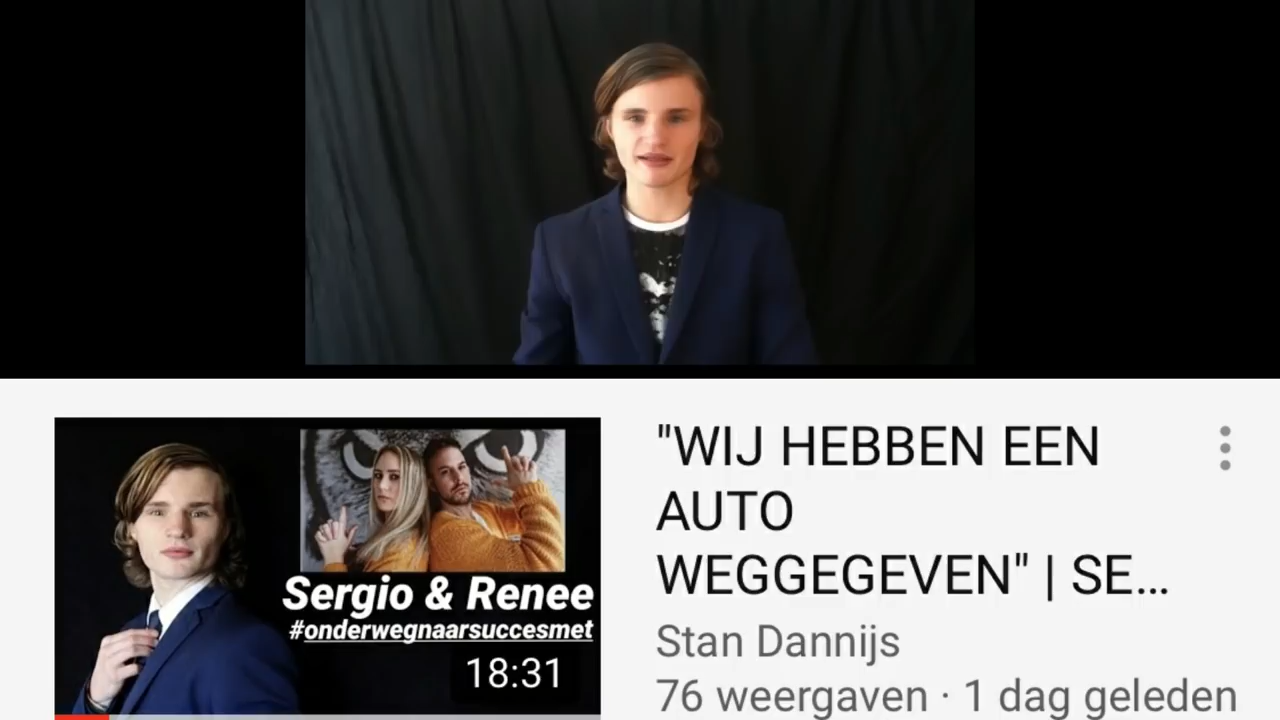 Sergio & Renee
#onderwegnaarsuccesmet
18:31
"WIJ HEBBEN EEN
AUTO
WEGGEGEVEN" | SE...
Stan Dannijs
76 weergaven · 1 dag geleden